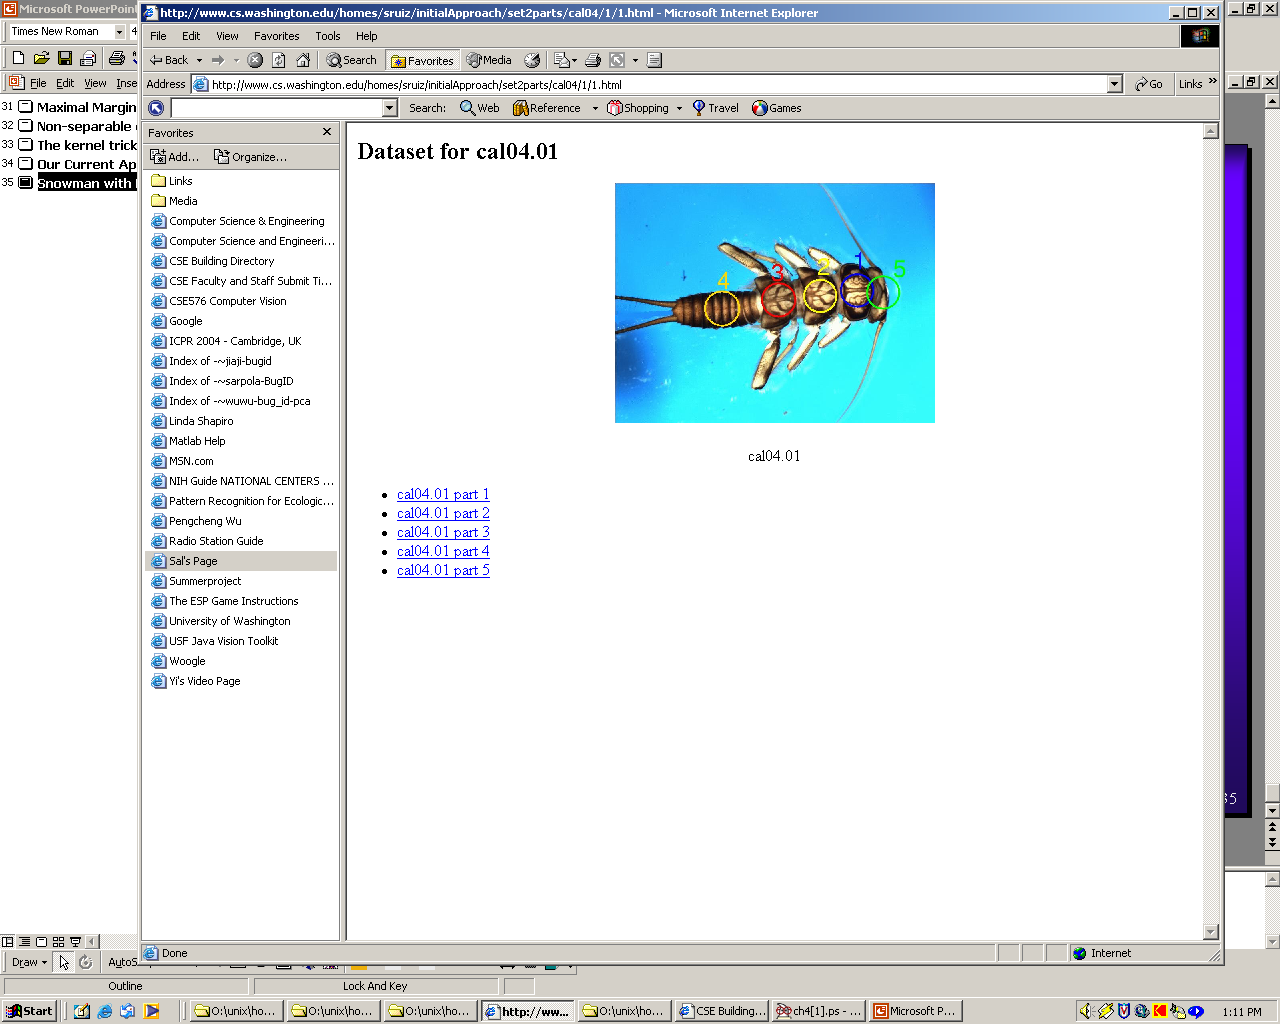 Microsoft PowerPoint
Times New Roman
File Edit View Inse
31 Maximal Margin
32 Non-separable
33 The kernel trick
34 Our Current Ap
35 Snowman with
http://www.cs.washington.edu/homes/sruiz/initialApproach/set2parts/cal04/1/1.html - Microsoft Internet Explorer
File Edit View Favorites Tools Help
Back Search Favorites Media
Address http://www.cs.washington.edu/homes/sruiz/initialApproach/set2parts/cal04/1/1.html Go Links »
Search: Web Reference Shopping Travel Games
Favorites
Add... Organize...
Links
Media
Computer Science & Engineering
Computer Science and Engineeri...
CSE Building Directory
CSE Faculty and Staff Submit Ti...
CSE576 Computer Vision
Google
ICPR 2004 - Cambridge, UK
Index of -~jiaji-bugid
Index of -~sarpola-BugID
Index of -~wuwu-bug_id-pca
Linda Shapiro
Matlab Help
MSN.com
NIH Guide NATIONAL CENTERS ...
Pattern Recognition for Ecologic...
Pengcheng Wu
Radio Station Guide
Sal's Page
Summerproject
The ESP Game Instructions
University of Washington
USF Java Vision Toolkit
Woogle
Yi's Video Page
Dataset for cal04.01
4 3 2 1 5
cal04.01
cal04.01 part 1
cal04.01 part 2
cal04.01 part 3
cal04.01 part 4
cal04.01 part 5
35
Done Internet
Draw AutoS
Outline Lock And Key
Start O:\unix\ho... O:\unix\ho... O:\unix\ho... http://ww... O:\unix\ho... CSE Building... ch4[1].ps - ... Microsoft P... 1:11 PM